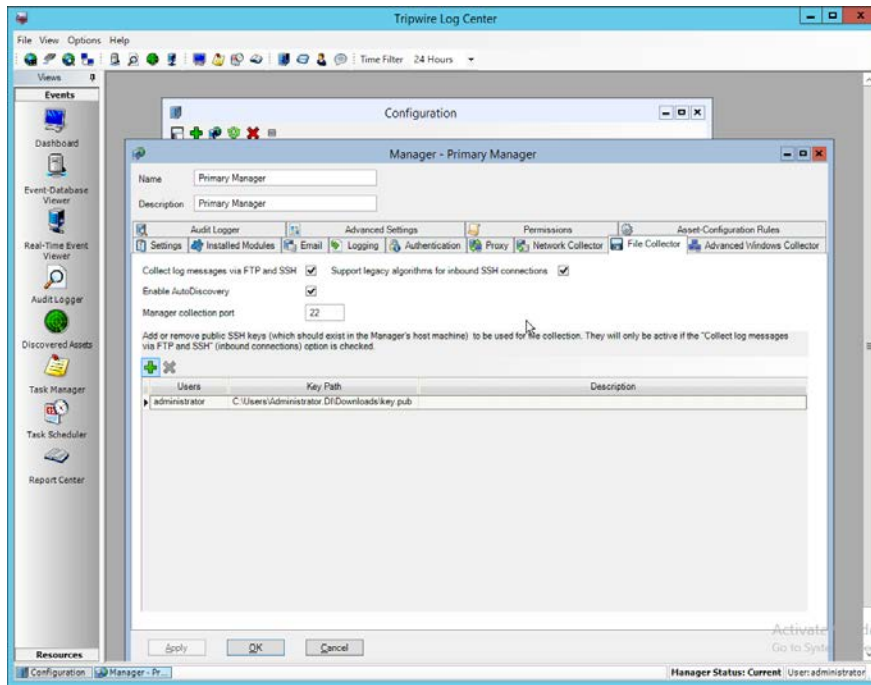 Tripwire Log Center
File View Options Help
Time Filter 24 Hours
Views
Events
Dashboard
Event-Database
Viewer
Real-Time Event
Viewer
Audit Logger
Discovered Assets
Task Manager
Task Scheduler
Report Center
Resources
Configuration
Manager - Primary Manager
Name Primary Manager
Description Primary Manager
Audit Logger Advanced Settings Permissions Asset-Configuration Rules
Settings Installed Modules Email Logging Authentication Proxy Network Collector File Collector Advanced Windows Collector
Collect log messages via FTP and SSH Support legacy algorithms for inbound SSH connections
Enable AutoDiscovery
Manager collection port 22
Add or remove public SSH keys (which should exist in the Manager's host machine) to be used for file collection. They will only be active if the "Collect log messages
via FTP and SSH" (inbound connections) option is checked.
Users Key Path Description
administrator C:\Users\Administrator.DI\Downloads\key.pub
Apply OK Cancel
Activate
Go to Syste
Configuration Manager - Pr...
Manager Status: Current User: administrator